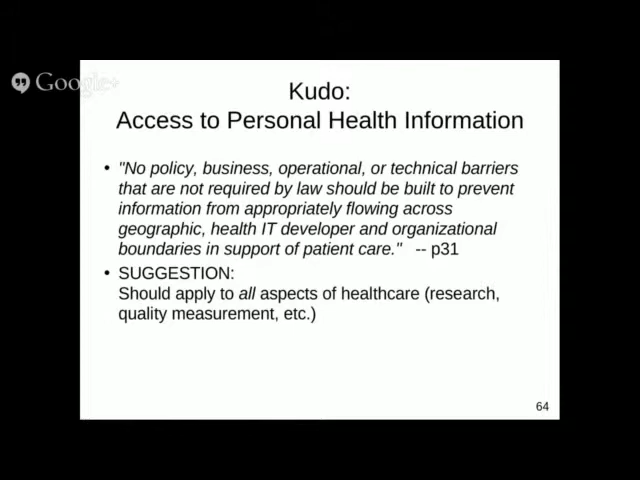 Google+
Kudo:
Access to Personal Health Information
• "No policy, business, operational, or technical barriers
that are not required by law should be built to prevent
information from appropriately flowing across
geographic, health IT developer and organizational
boundaries in support of patient care." -- p31
• SUGGESTION:
Should apply to all aspects of healthcare (research,
quality measurement, etc.)
64